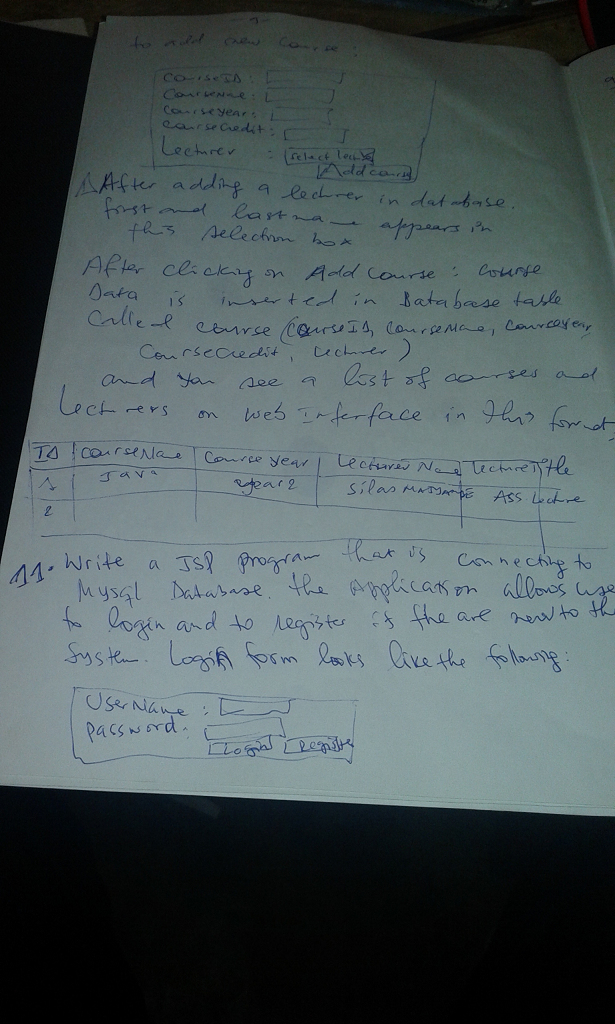 -9-
to add new course:
CourseID:
CourseName:
CourseYear:
CourseCredit:
Lecturer : Select lectu
Add course
After adding a lecturer in database.
first and last name appears in
this selection box
After clicking on Add Course: course
Data is inserted in Database table
Called course (CourseID, CourseName, Courseyear,
CourseCredit, Lecturer)
and you see a list of courses and
Lecturers on web Interface in this format
ID CourseName Course year Lecturer Name Lecturer Title
1 Java year 2 Silas ASS Lecture
2
11. Write a JSP program that is connecting to
Mysql Database. The Application allows use
to login and to register if the are new to th
System. Login form looks like the following:
UserName :
password:
Login Registe